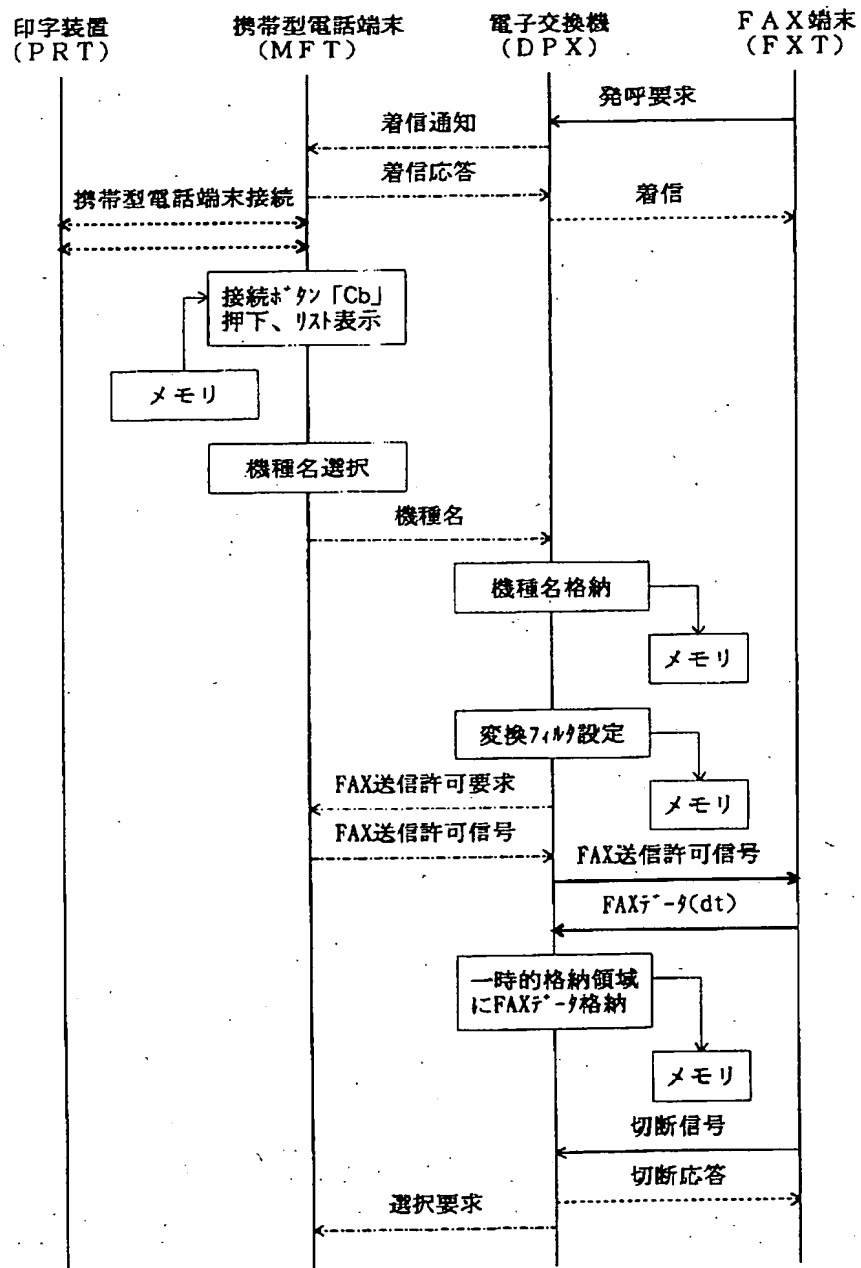 印字装置
(PRT)
携帯型電話端末
(MFT)
電子交換機
(DPX)
FAX端末
(FXT)
発呼要求
着信通知
着信応答
携帯型電話端末接続
着信
接続ボタン「Cb」
押下、リスト表示
メモリ
機種名選択
機種名
機種名格納
メモリ
変換フィルタ設定
メモリ
FAX送信許可要求
FAX送信許可信号
FAX送信許可信号
FAXデータ(dt)
一時的格納領域
にFAXデータ格納
メモリ
切断信号
切断応答
選択要求